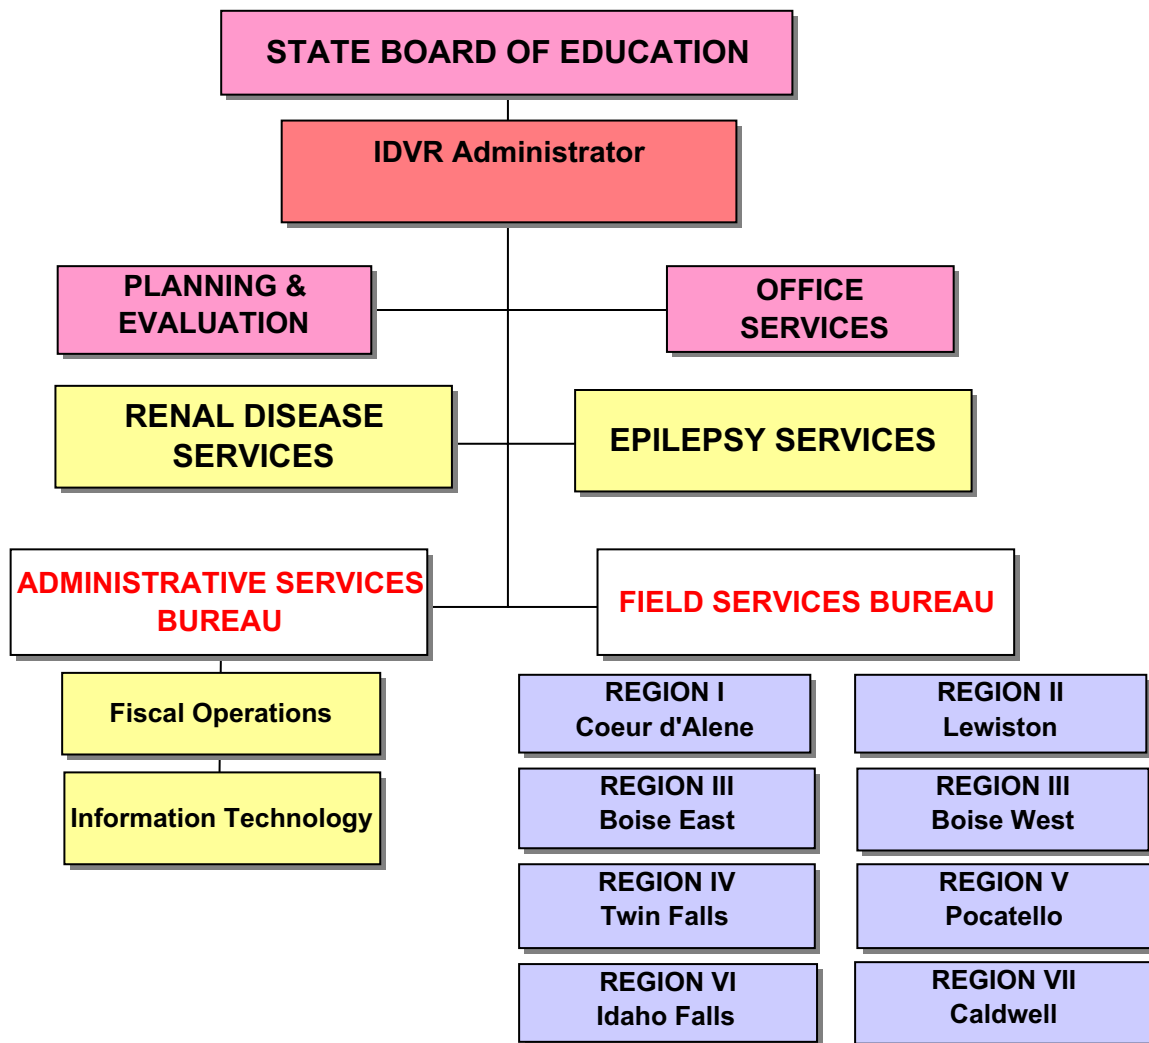 STATE BOARD OF EDUCATION
IDVR Administrator
PLANNING &
EVALUATION
OFFICE
SERVICES
RENAL DISEASE
SERVICES
EPILEPSY SERVICES
ADMINISTRATIVE SERVICES
BUREAU
FIELD SERVICES BUREAU
Fiscal Operations
Information Technology
REGION I
Coeur d'Alene
REGION II
Lewiston
REGION III
Boise East
REGION III
Boise West
REGION IV
Twin Falls
REGION V
Pocatello
REGION VI
Idaho Falls
REGION VII
Caldwell